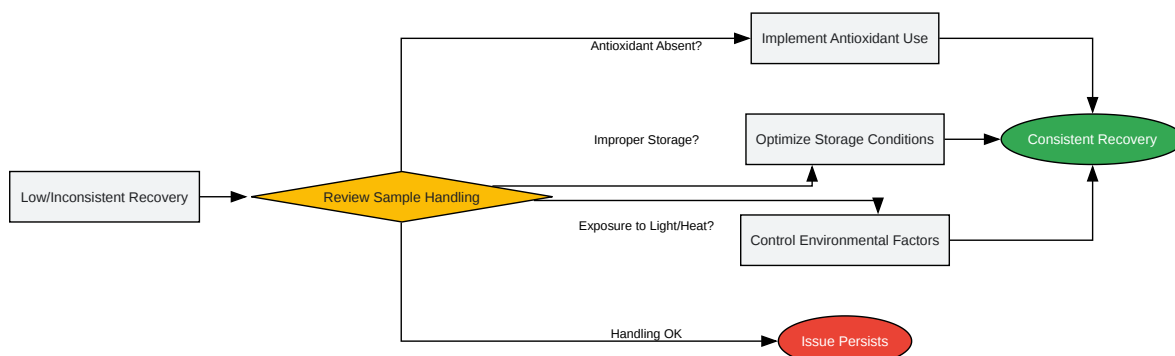 Antioxidant Absent?
Implement Antioxidant Use
Improper Storage?
Optimize Storage Conditions
Consistent Recovery
Low/Inconsistent Recovery
Review Sample Handling
Exposure to Light/Heat?
Control Environmental Factors
Handling OK
Issue Persists